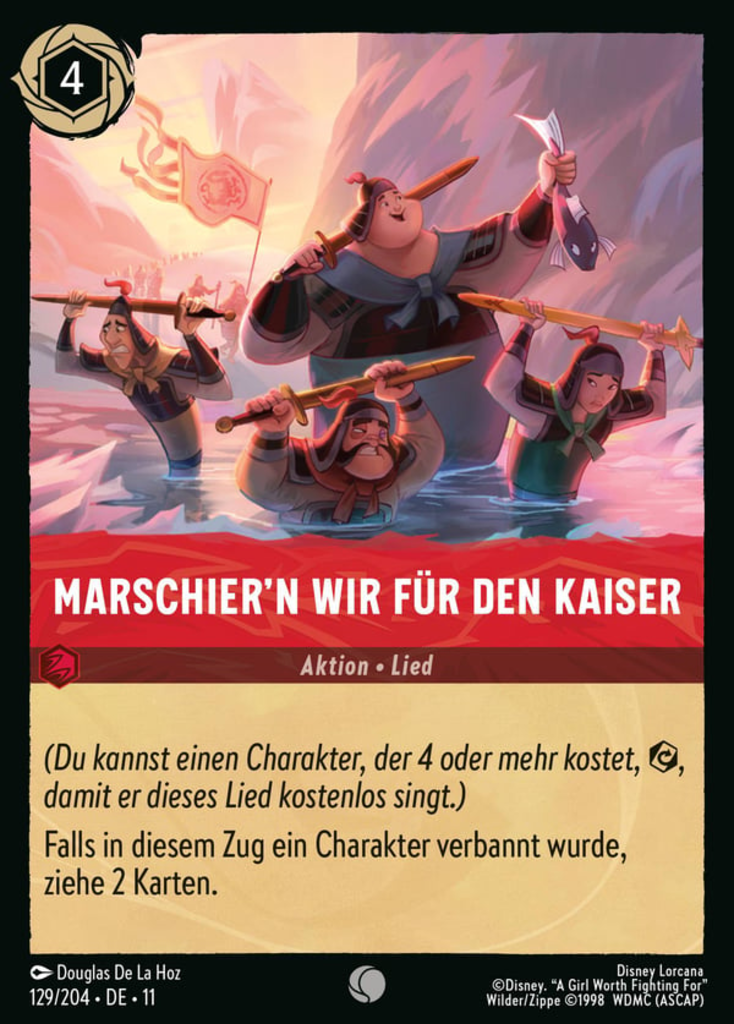 4
MARSCHIER'N WIR FÜR DEN KAISER
Aktion • Lied
(Du kannst einen Charakter, der 4 oder mehr kostet, ,
damit er dieses Lied kostenlos singt.)
Falls in diesem Zug ein Charakter verbannt wurde,
ziehe 2 Karten.
Douglas De La Hoz
129/204 • DE • 11
Disney Lorcana
©Disney. "A Girl Worth Fighting For"
Wilder/Zippe ©1998 WDMC (ASCAP)